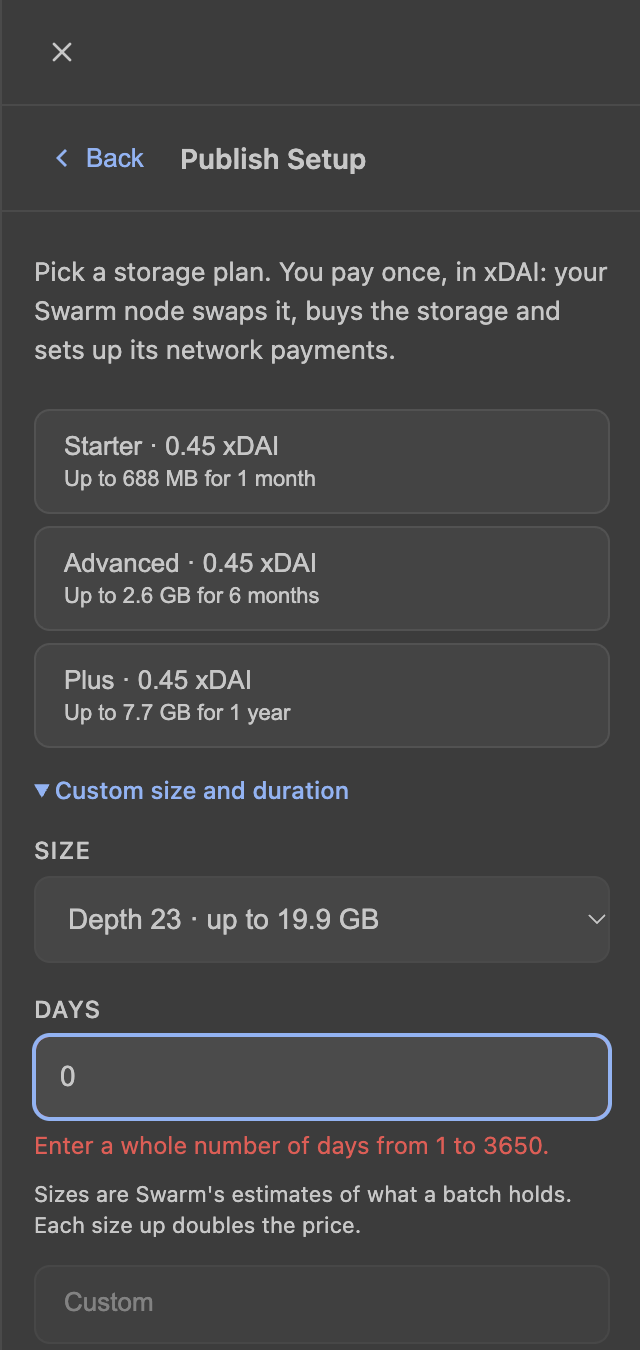 Back
Publish Setup
Pick a storage plan. You pay once, in xDAI: your
Swarm node swaps it, buys the storage and
sets up its network payments.
Starter · 0.45 xDAI
Up to 688 MB for 1 month
Advanced · 0.45 xDAI
Up to 2.6 GB for 6 months
Plus · 0.45 xDAI
Up to 7.7 GB for 1 year
Custom size and duration
SIZE
Depth 23 · up to 19.9 GB
DAYS
0
Enter a whole number of days from 1 to 3650.
Sizes are Swarm's estimates of what a batch holds.
Each size up doubles the price.
Custom